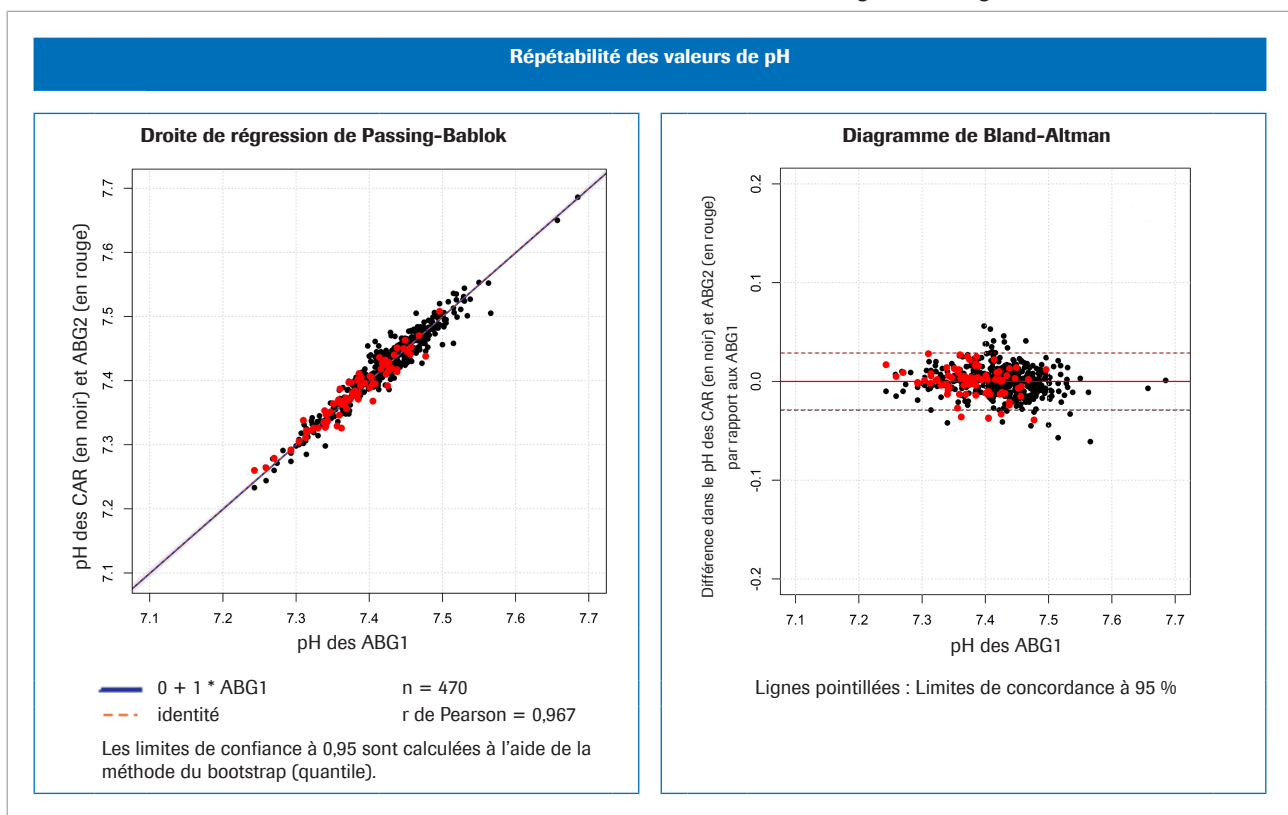 Répétabilité des valeurs de pH
Droite de régression de Passing-Bablok
pH des CAR (en noir) et ABG2 (en rouge)
7.7
7.6
7.5
7.4
7.3
7.2
7.1
7.1 7.2 7.3 7.4 7.5 7.6 7.7
pH des ABG1
0 + 1 * ABG1 n = 470
identité r de Pearson = 0,967
Les limites de confiance à 0,95 sont calculées à l'aide de la
méthode du bootstrap (quantile).
Diagramme de Bland-Altman
Différence dans le pH des CAR (en noir) et ABG2 (en rouge)
par rapport aux ABG1
0.2
0.1
0.0
-0.1
-0.2
7.1 7.2 7.3 7.4 7.5 7.6 7.7
pH des ABG1
Lignes pointillées : Limites de concordance à 95 %